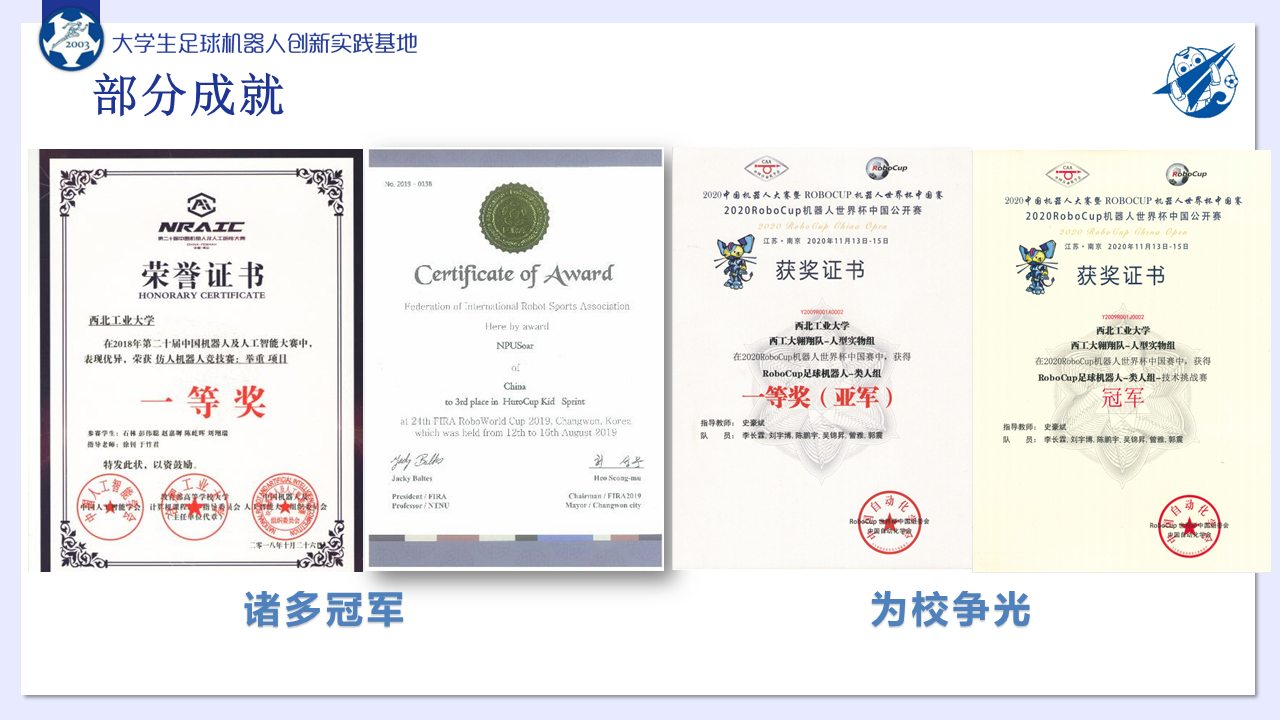 2003
大学生足球机器人创新实践基地
部分成就
NRAIC
第二十届中国机器人及人工智能大赛
荣誉证书
HONORARY CERTIFICATE
西北工业大学
在2018年第二十届中国机器人及人工智能大赛中，
表现优异，荣获 仿人机器人竞技赛：举重 项目
一等奖
指导老师：徐钊 于竹君
特发此状，以资鼓励。
二零一八年十月二十六日
No. 2019 - 0138
FIRA
Certificate of Award
Federation of International Robot Sports Association
Here by award
NPUSoar
of
China
to 3rd place in HuroCup Kid Sprint
at 24th FIRA RoboWorld Cup 2019, Changwon, Korea
which was held from 12th to 16th August 2019
Jacky Baltes
Jacky Baltes
Heo Seong-mu
President / FIRA
Professor / NTNU
Chairman / FIRA2019
Mayor / Changwon city
CAA
RoboCup
2020中国机器人大赛暨 ROBOCUP 机器人世界杯中国赛
2020RoboCup机器人世界杯中国公开赛
2020 RoboCup China Open
江苏·南京 2020年11月13日-15日
获奖证书
Y2009R001A0002
西北工业大学
西工大翱翔队-人型实物组
在2020RoboCup机器人世界杯中国赛中，获得
RoboCup足球机器人-类人组
一等奖（亚军）
指导教师： 史豪斌
队 员： 李长霖, 刘宇博, 陈鹏宇, 吴锦昇, 曾雅, 郭震
RoboCup 世界杯中国组委会
中国自动化学会
CAA
RoboCup
2020中国机器人大赛暨 ROBOCUP 机器人世界杯中国赛
2020RoboCup机器人世界杯中国公开赛
2020 RoboCup China Open
江苏·南京 2020年11月13日-15日
获奖证书
Y2009R001J0002
西北工业大学
西工大翱翔队-人型实物组
在2020RoboCup机器人世界杯中国赛中，获得
RoboCup足球机器人-类人组-技术挑战赛
冠军
指导教师： 史豪斌
队 员： 李长霖, 刘宇博, 陈鹏宇, 吴锦昇, 曾雅, 郭震
RoboCup 世界杯中国组委会
中国自动化学会
诸多冠军
为校争光